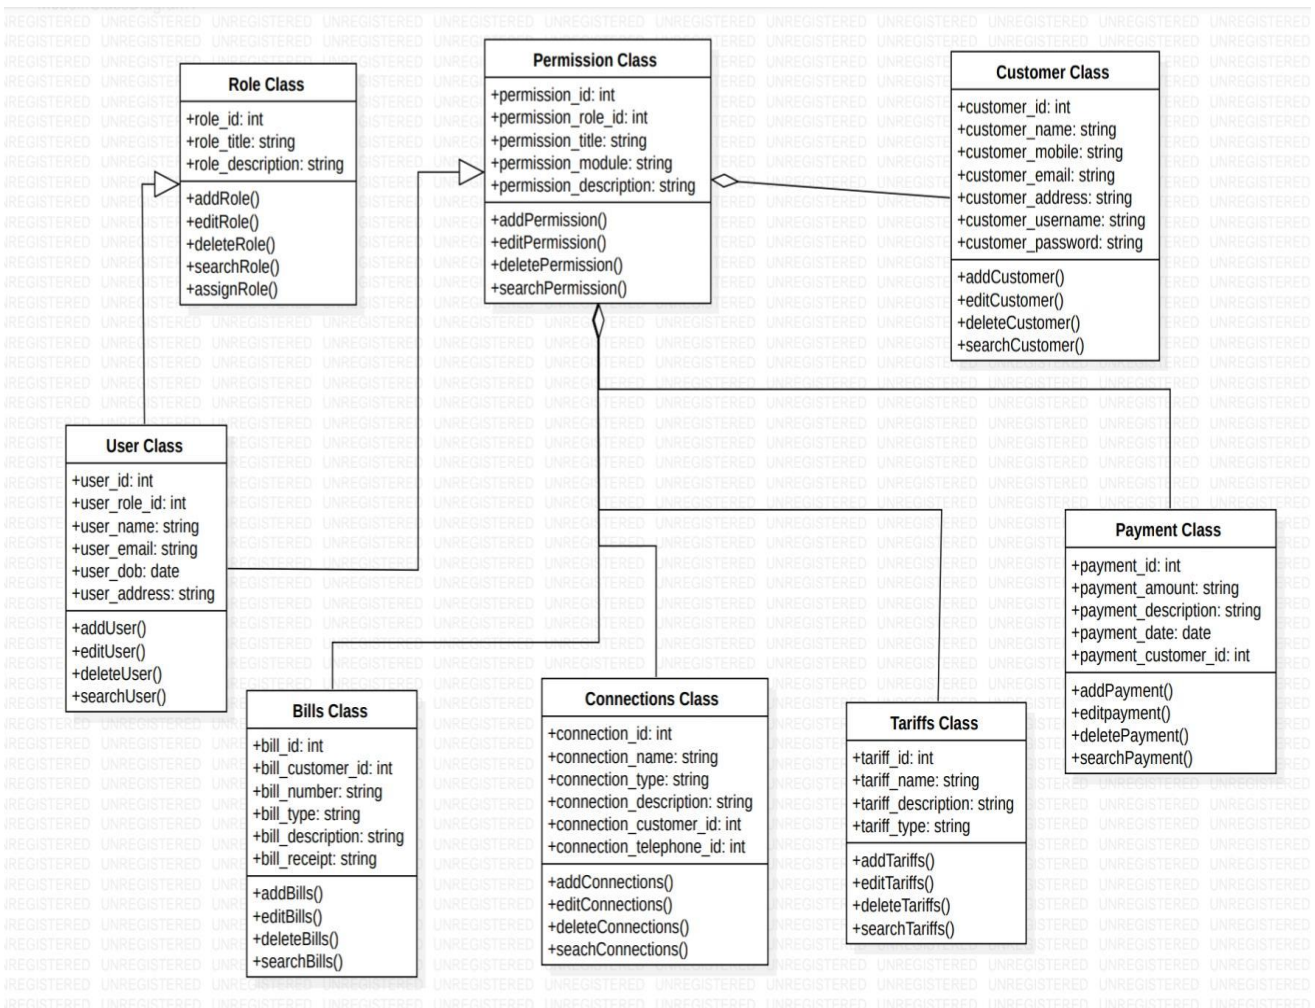 Role Class
+role_id: int
+role_title: string
+role_description: string
+addRole()
+editRole()
+deleteRole()
+searchRole()
+assignRole()
Permission Class
+permission_id: int
+permission_role_id: int
+permission_title: string
+permission_module: string
+permission_description: string
+addPermission()
+editPermission()
+deletePermission()
+searchPermission()
Customer Class
+customer_id: int
+customer_name: string
+customer_mobile: string
+customer_email: string
+customer_address: string
+customer_username: string
+customer_password: string
+addCustomer()
+editCustomer()
+deleteCustomer()
+searchCustomer()
User Class
+user_id: int
+user_role_id: int
+user_name: string
+user_email: string
+user_dob: date
+user_address: string
+addUser()
+editUser()
+deleteUser()
+searchUser()
Bills Class
+bill_id: int
+bill_customer_id: int
+bill_number: string
+bill_type: string
+bill_description: string
+bill_receipt: string
+addBills()
+editBills()
+deleteBills()
+searchBills()
Connections Class
+connection_id: int
+connection_name: string
+connection_type: string
+connection_description: string
+connection_customer_id: int
+connection_telephone_id: int
+addConnections()
+editConnections()
+deleteConnections()
+seachConnections()
Tariffs Class
+tariff_id: int
+tariff_name: string
+tariff_description: string
+tariff_type: string
+addTariffs()
+editTariffs()
+deleteTariffs()
+searchTariffs()
Payment Class
+payment_id: int
+payment_amount: string
+payment_description: string
+payment_date: date
+payment_customer_id: int
+addPayment()
+editpayment()
+deletePayment()
+searchPayment()
UNREGISTERED